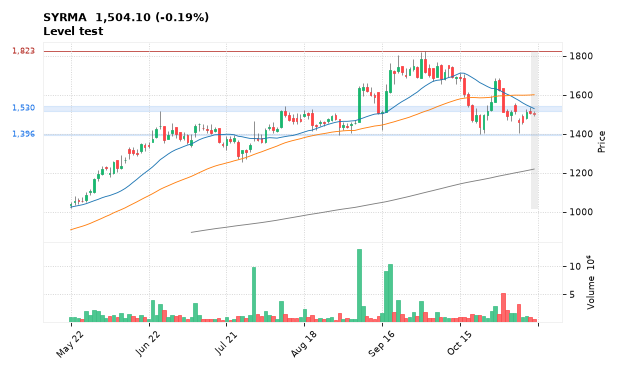 SYRMA 1,504.10 (-0.19%)
Level test
1,823
1,530
1,396
1800
1600
1400
1200
1000
Price
10
5
Volume 10⁶
May 22
Jun 22
Jul 21
Aug 18
Sep 16
Oct 15